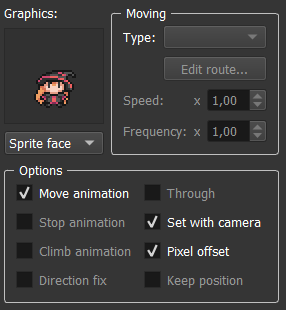 Graphics:
Sprite face
Moving
Type:
Edit route...
Speed: x 1,00
Frequency: x 1,00
Options
Move animation
Through
Stop animation
Set with camera
Climb animation
Pixel offset
Direction fix
Keep position